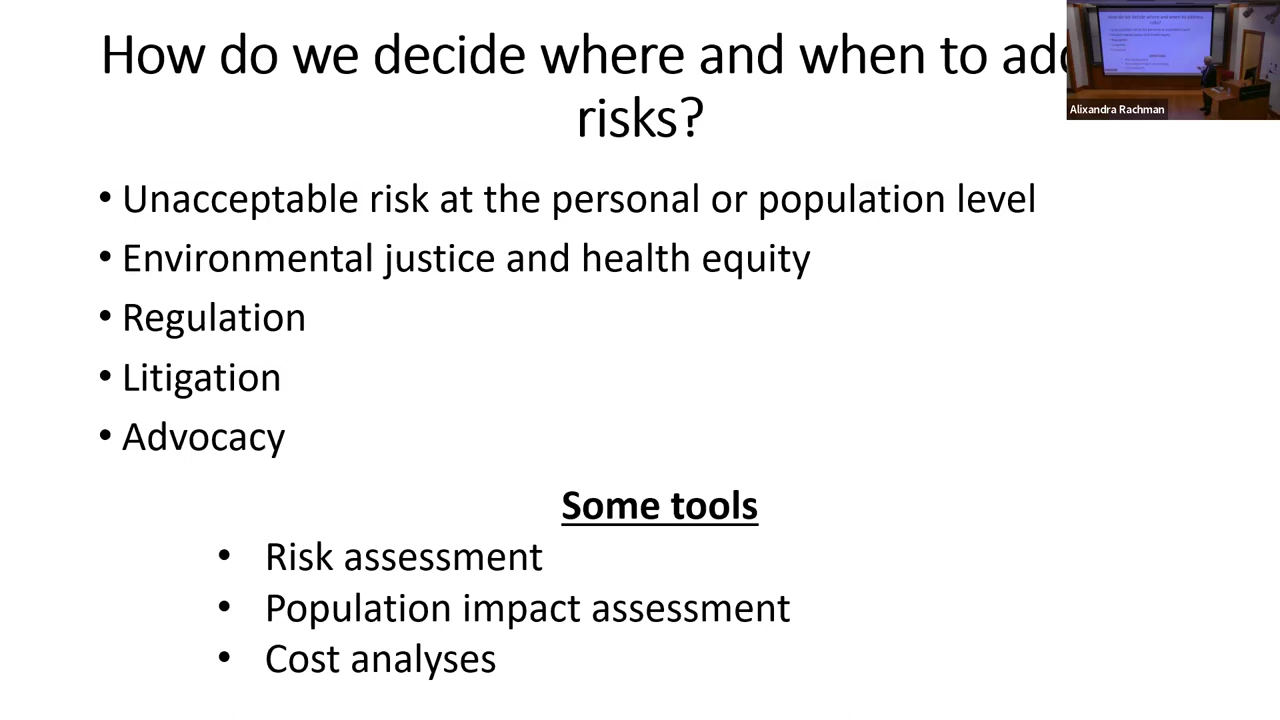 How do we decide where and when to add
risks?
• Unacceptable risk at the personal or population level
• Environmental justice and health equity
• Regulation
• Litigation
• Advocacy
Some tools
• Risk assessment
• Population impact assessment
• Cost analyses
Alixandra Rachman